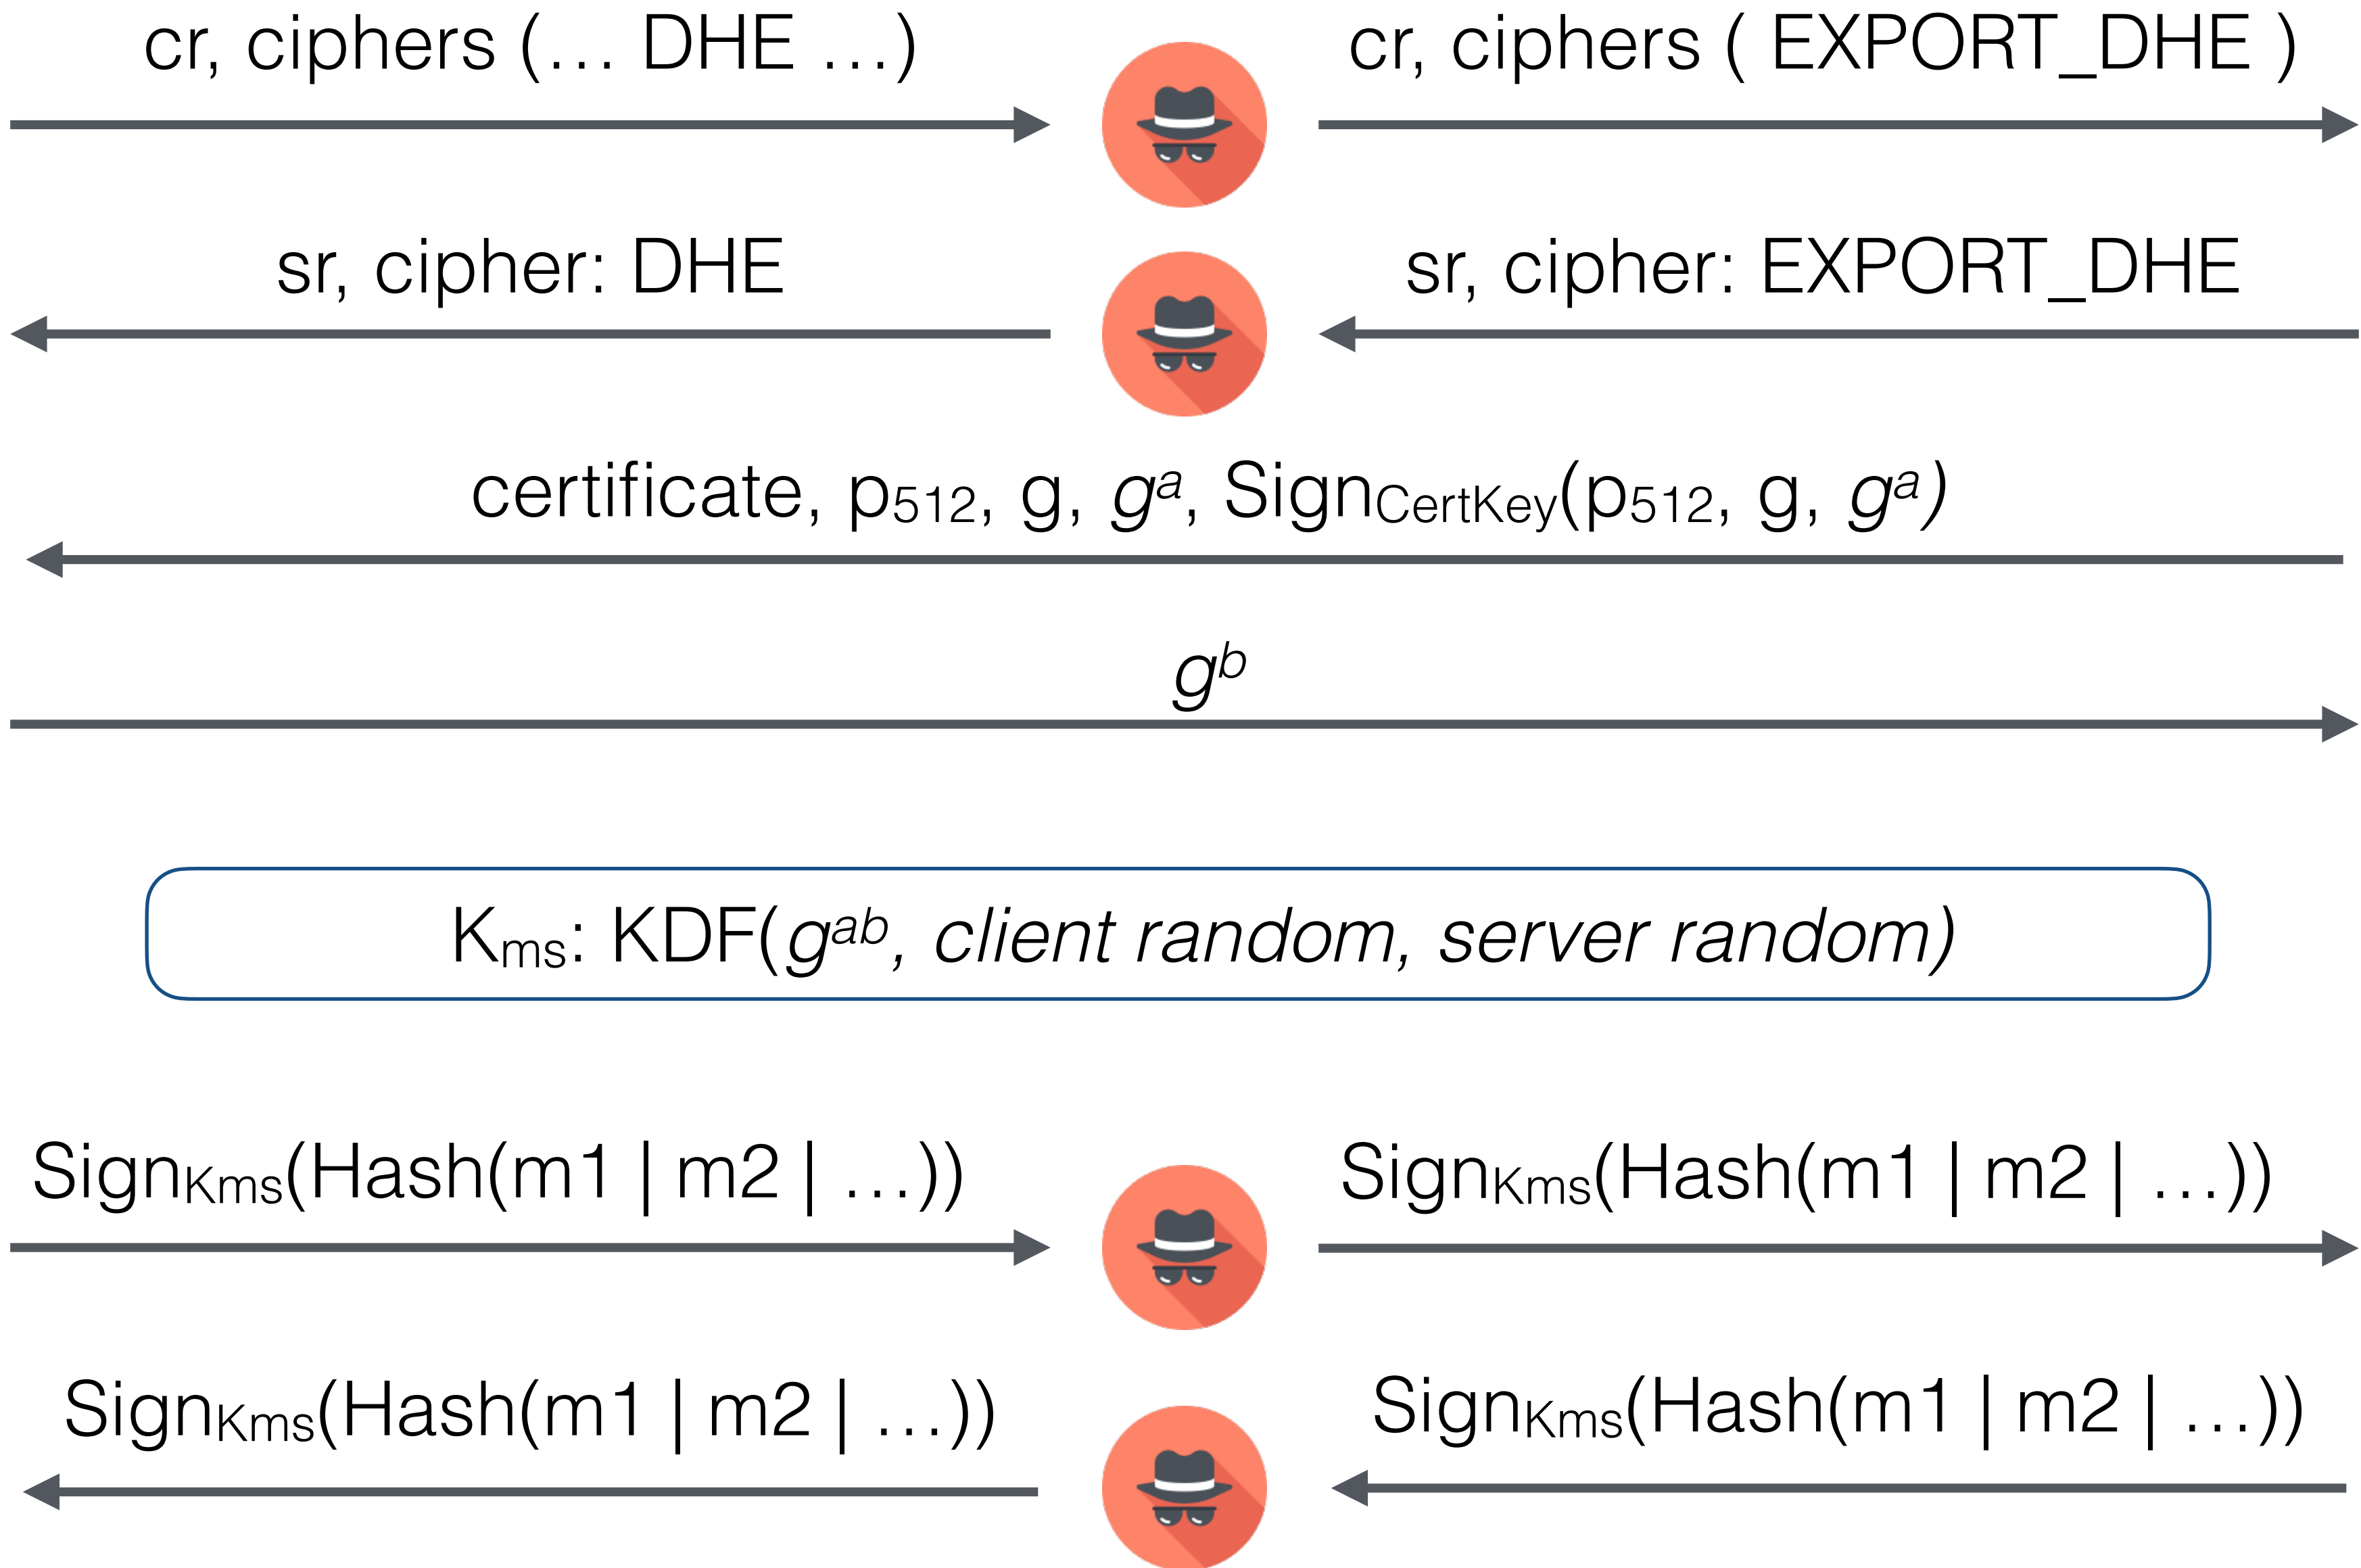 cr, ciphers (… DHE …)
cr, ciphers ( EXPORT_DHE )
sr, cipher: DHE
sr, cipher: EXPORT_DHE
certificate, p512, g, gᵃ, SignCertKey(p512, g, gᵃ)
gᵇ
Kms: KDF(gᵃᵇ, client random, server random)
SignKms(Hash(m1 | m2 | …))
SignKms(Hash(m1 | m2 | …))
SignKms(Hash(m1 | m2 | …))
SignKms(Hash(m1 | m2 | …))